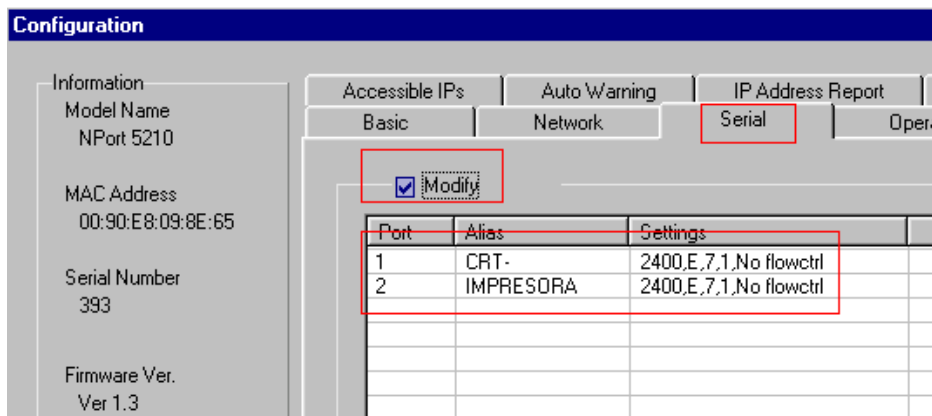 Configuration
Information
Model Name
NPort 5210
MAC Address
00:90:E8:09:8E:65
Serial Number
393
Firmware Ver.
Ver 1.3
Accessible IPs Auto Warning IP Address Report
Basic Network Serial Opera
Modify
Port Alias Settings
1 CRT- 2400,E,7,1,No flowctrl
2 IMPRESORA 2400,E,7,1,No flowctrl